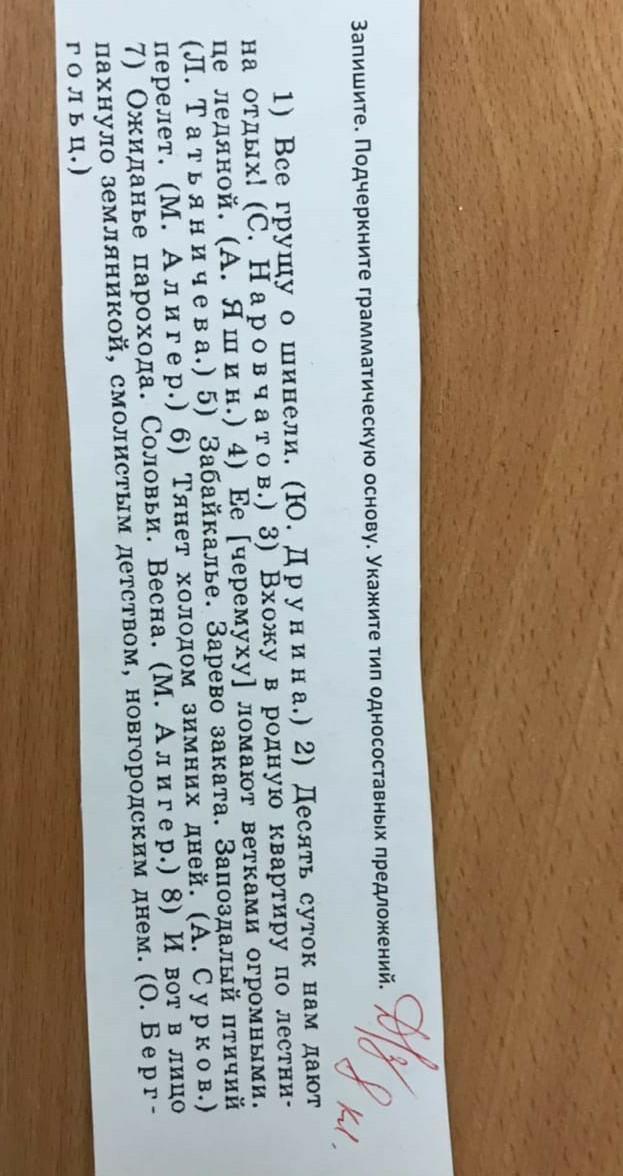 Запишите. Подчеркните грамматическую основу. Укажите тип односоставных предложений.
8 кл.
1) Все грущу о шинели. (Ю. Друнина.) 2) Десять суток нам дают
на отдых! (С. Наровчатов.) 3) Вхожу в родную квартиру по лестни-
це ледяной. (А. Яшин.) 4) Ее [черемуху] ломают ветками огромными.
(Л. Татьяничева.) 5) Забайкалье. Зарево заката. Запоздалый птичий
перелет. (М. Алигер.) 6) Тянет холодом зимних дней. (А. Сурков.)
7) Ожиданье парохода. Соловьи. Весна. (М. Алигер.) 8) И вот в лицо
пахнуло земляникой, смолистым детством, новгородским днем. (О. Берг-
гольц.)